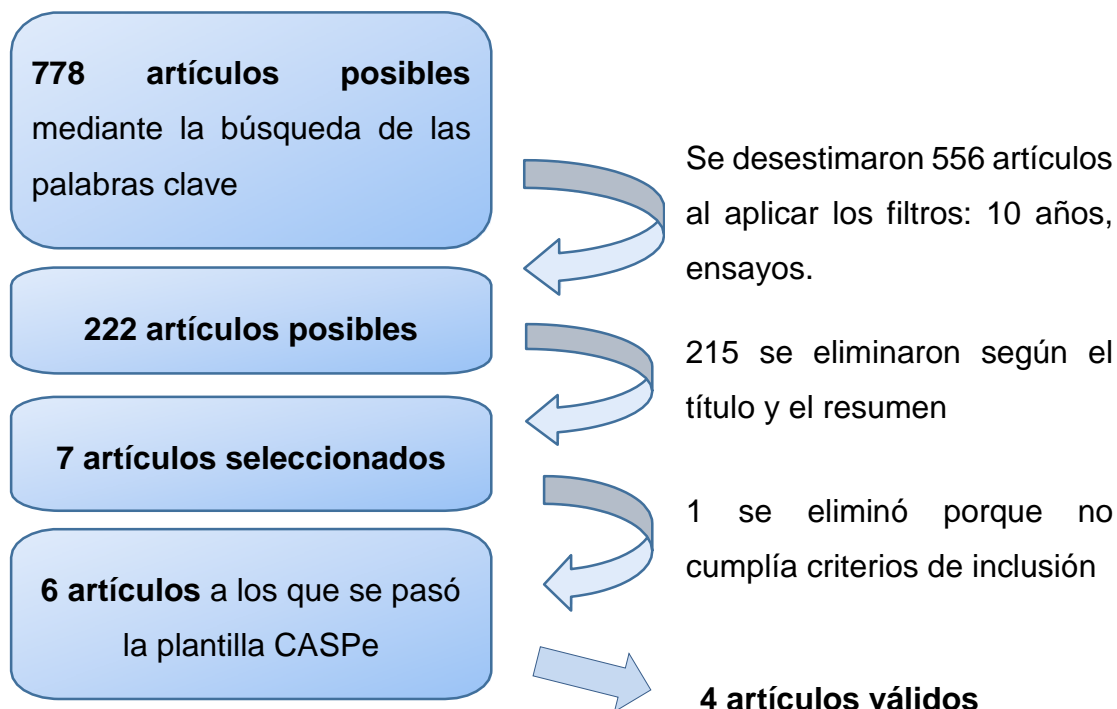 778 artículos posibles
mediante la búsqueda de las
palabras clave
Se desestimaron 556 artículos
al aplicar los filtros: 10 años,
ensayos.
222 artículos posibles
215 se eliminaron según el
título y el resumen
7 artículos seleccionados
1 se eliminó porque no
cumplía criterios de inclusión
6 artículos a los que se pasó
la plantilla CASPe
4 artículos válidos